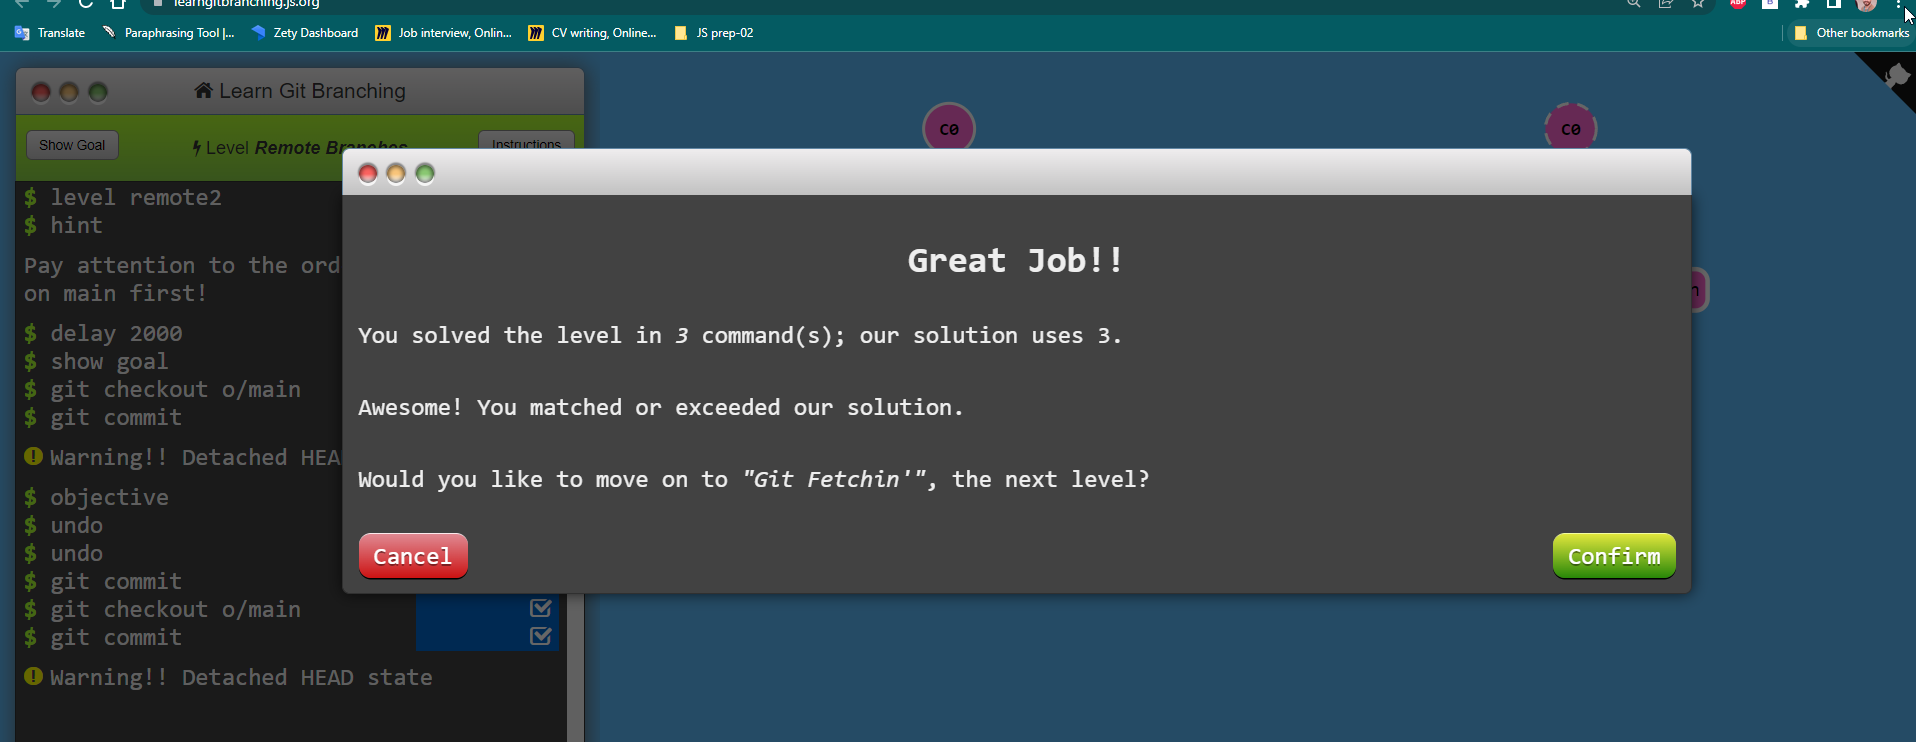 learngitbranching.js.org
Translate
Paraphrasing Tool |...
Zety Dashboard
Job interview, Onlin...
CV writing, Online...
JS prep-02
Other bookmarks
Learn Git Branching
Show Goal
Level Remote Branches
Instructions
$ level remote2
$ hint
Pay attention to the ord
on main first!
$ delay 2000
$ show goal
$ git checkout o/main
$ git commit
Warning!! Detached HEA
$ objective
$ undo
$ undo
$ git commit
$ git checkout o/main
$ git commit
Warning!! Detached HEAD state
C0
C0
Great Job!!
You solved the level in 3 command(s); our solution uses 3.
Awesome! You matched or exceeded our solution.
Would you like to move on to "Git Fetchin'", the next level?
Cancel
Confirm